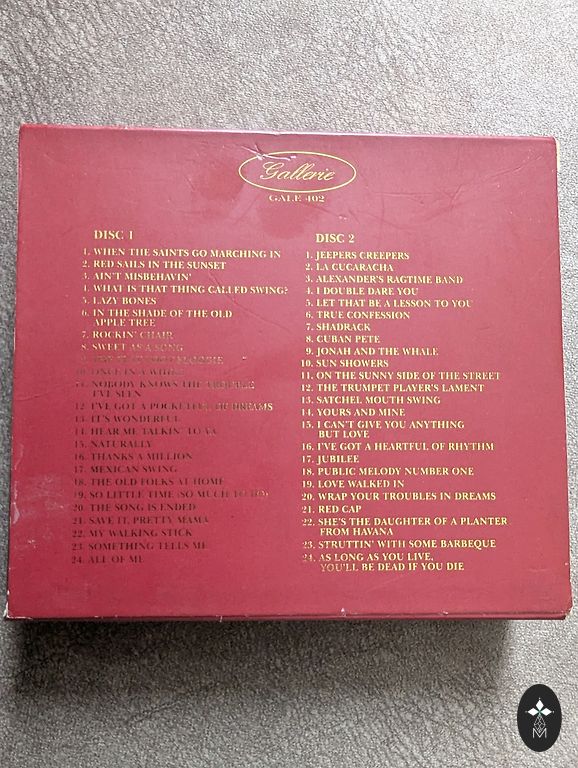 Gallerie
GALE 402
DISC 1
1. WHEN THE SAINTS GO MARCHING IN
2. RED SAILS IN THE SUNSET
3. AIN'T MISBEHAVIN'
4. WHAT IS THAT THING CALLED SWING?
5. LAZY BONES
6. IN THE SHADE OF THE OLD
APPLE TREE
7. ROCKIN' CHAIR
8. SWEET AS A SONG
9.
10. ONCE IN A WHILE
11. NOBODY KNOWS THE TROUBLE
I'VE SEEN
12. I'VE GOT A POCKETFUL OF DREAMS
13. IT'S WONDERFUL
14. HEAR ME TALKIN' TO YA
15. NATURALLY
16. THANKS A MILLION
17. MEXICAN SWING
18. THE OLD FOLKS AT HOME
19. SO LITTLE TIME (SO MUCH TO DO)
20. THE SONG IS ENDED
21. SAVE IT, PRETTY MAMA
22. MY WALKING STICK
23. SOMETHING TELLS ME
24. ALL OF ME
DISC 2
1. JEEPERS CREEPERS
2. LA CUCARACHA
3. ALEXANDER'S RAGTIME BAND
4. I DOUBLE DARE YOU
5. LET THAT BE A LESSON TO YOU
6. TRUE CONFESSION
7. SHADRACK
8. CUBAN PETE
9. JONAH AND THE WHALE
10. SUN SHOWERS
11. ON THE SUNNY SIDE OF THE STREET
12. THE TRUMPET PLAYER'S LAMENT
13. SATCHEL MOUTH SWING
14. YOURS AND MINE
15. I CAN'T GIVE YOU ANYTHING
BUT LOVE
16. I'VE GOT A HEARTFUL OF RHYTHM
17. JUBILEE
18. PUBLIC MELODY NUMBER ONE
19. LOVE WALKED IN
20. WRAP YOUR TROUBLES IN DREAMS
21. RED CAP
22. SHE'S THE DAUGHTER OF A PLANTER
FROM HAVANA
23. STRUTTIN' WITH SOME BARBEQUE
24. AS LONG AS YOU LIVE,
YOU'LL BE DEAD IF YOU DIE
M